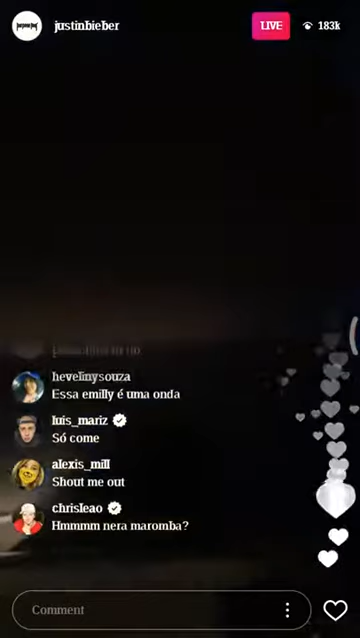 justinbieber
LIVE
183k
hevelinysouza
Essa emilly é uma onda
luis_mariz
Só come
alexis_mill
Shout me out
chrisleao
Hmmmm nera maromba?
Comment